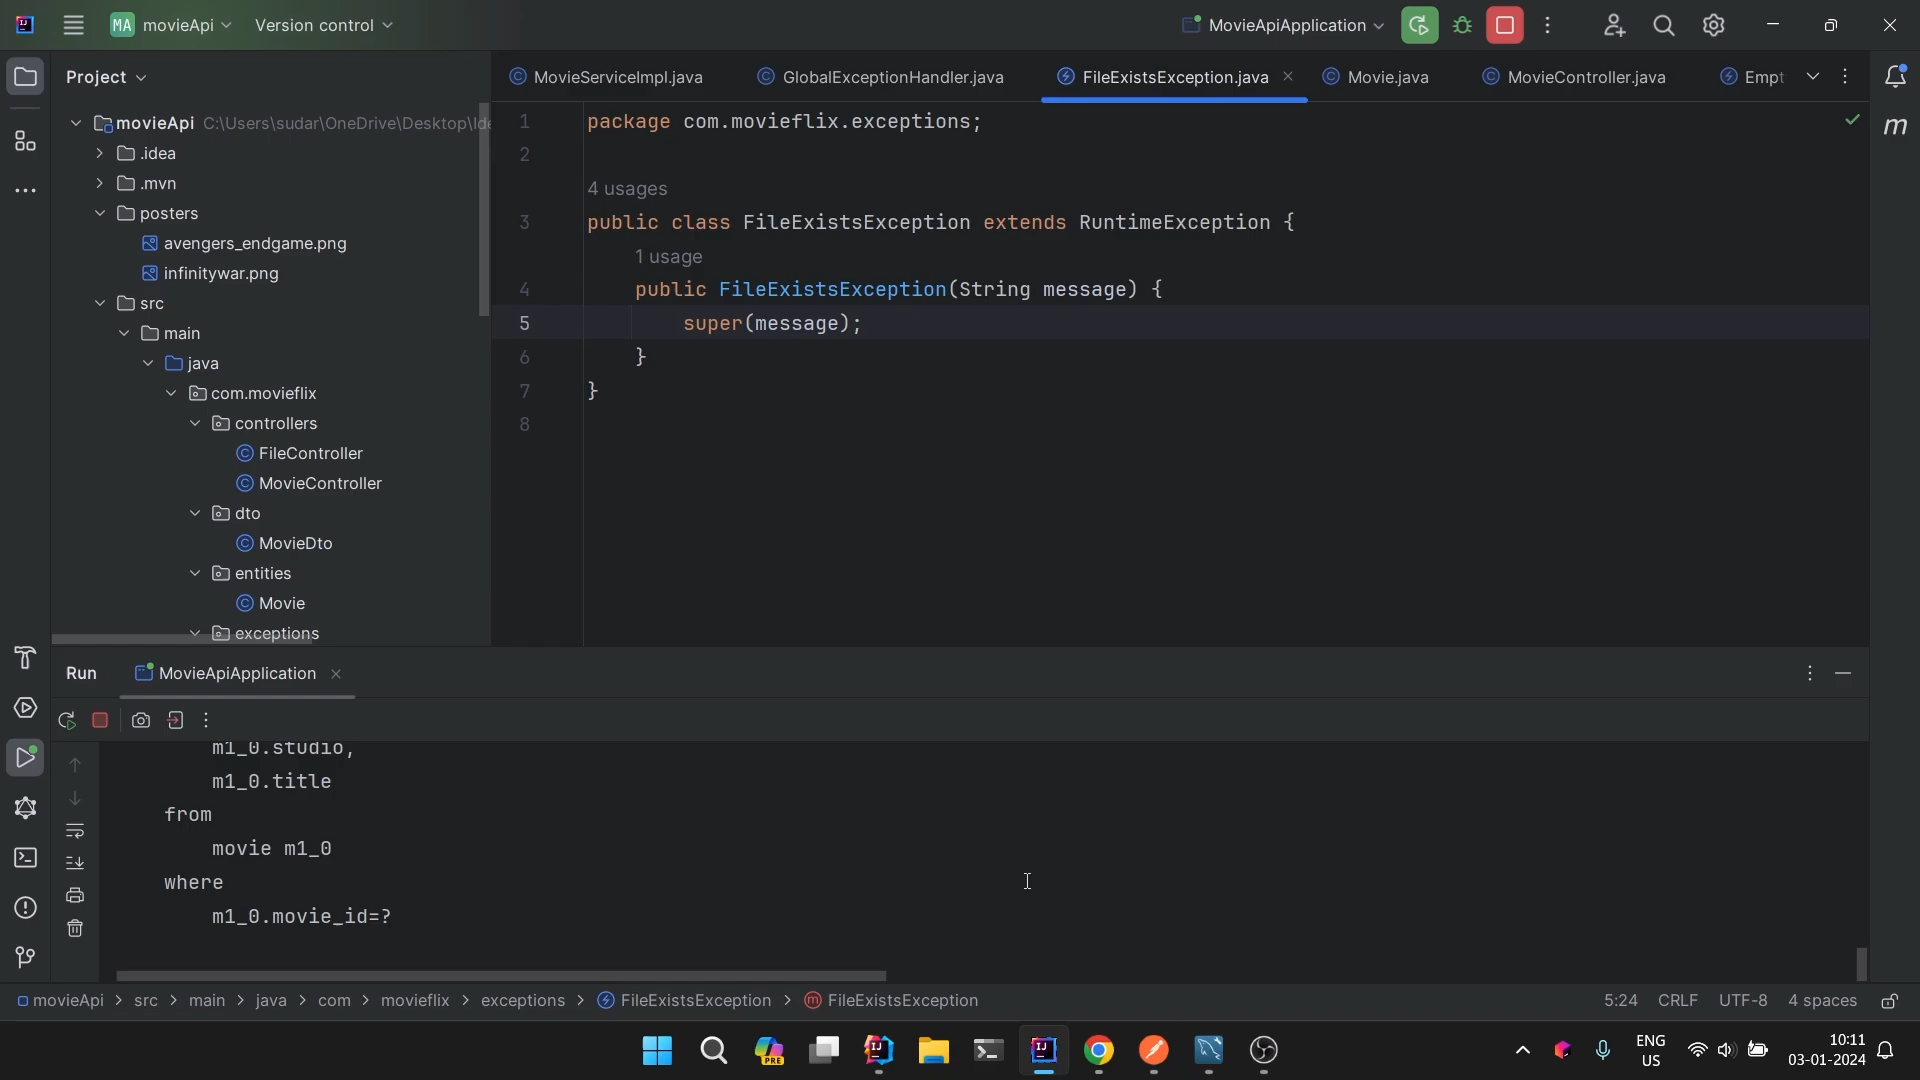 MA movieApi Version control
MovieApiApplication
Project
MovieServiceImpl.java GlobalExceptionHandler.java FileExistsException.java Movie.java MovieController.java Empt
movieApi C:\Users\sudar\OneDrive\Desktop\Ide
.idea
.mvn
posters
avengers_endgame.png
infinitywar.png
src
main
java
com.movieflix
controllers
FileController
MovieController
dto
MovieDto
entities
Movie
exceptions
1 package com.movieflix.exceptions;
2
4 usages
3 public class FileExistsException extends RuntimeException {
1 usage
4 public FileExistsException(String message) {
5 super(message);
6 }
7 }
8
m
Run MovieApiApplication
m1_0.studio,
m1_0.title
from
movie m1_0
where
m1_0.movie_id=?
movieApi > src > main > java > com > movieflix > exceptions > FileExistsException > FileExistsException
5:24 CRLF UTF-8 4 spaces
PRE
ENG
US
10:11
03-01-2024